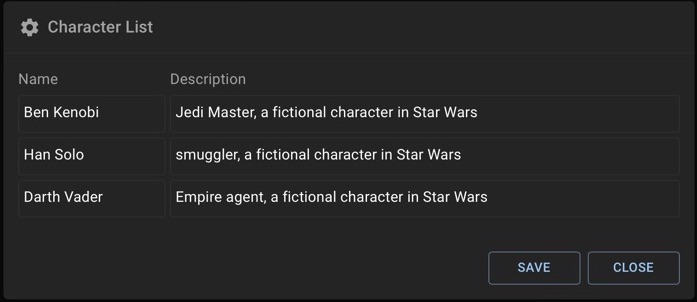 Character List
Name Description
Ben Kenobi Jedi Master, a fictional character in Star Wars
Han Solo smuggler, a fictional character in Star Wars
Darth Vader Empire agent, a fictional character in Star Wars
SAVE CLOSE